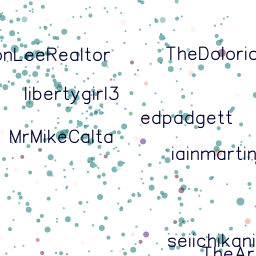 onLeeRealtor
TheDoloric
libertygirl3
edpadgett
MrMikeCalta
iainmartin
seiichikani
TheAr